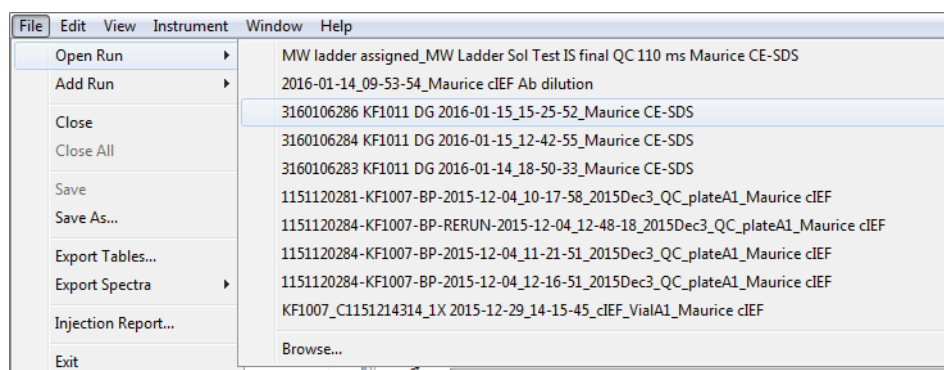 File Edit View Instrument Window Help
Open Run
Add Run
Close
Close All
Save
Save As...
Export Tables...
Export Spectra
Injection Report...
Exit
MW ladder assigned_MW Ladder Sol Test IS final QC 110 ms Maurice CE-SDS
2016-01-14_09-53-54_Maurice cIEF Ab dilution
3160106286 KF1011 DG 2016-01-15_15-25-52_Maurice CE-SDS
3160106284 KF1011 DG 2016-01-15_12-42-55_Maurice CE-SDS
3160106283 KF1011 DG 2016-01-14_18-50-33_Maurice CE-SDS
1151120281-KF1007-BP-2015-12-04_10-17-58_2015Dec3_QC_plateA1_Maurice cIEF
1151120284-KF1007-BP-RERUN-2015-12-04_12-48-18_2015Dec3_QC_plateA1_Maurice cIEF
1151120284-KF1007-BP-2015-12-04_11-21-51_2015Dec3_QC_plateA1_Maurice cIEF
1151120284-KF1007-BP-2015-12-04_12-16-51_2015Dec3_QC_plateA1_Maurice cIEF
KF1007_C1151214314_1X 2015-12-29_14-15-45_cIEF_VialA1_Maurice cIEF
Browse...